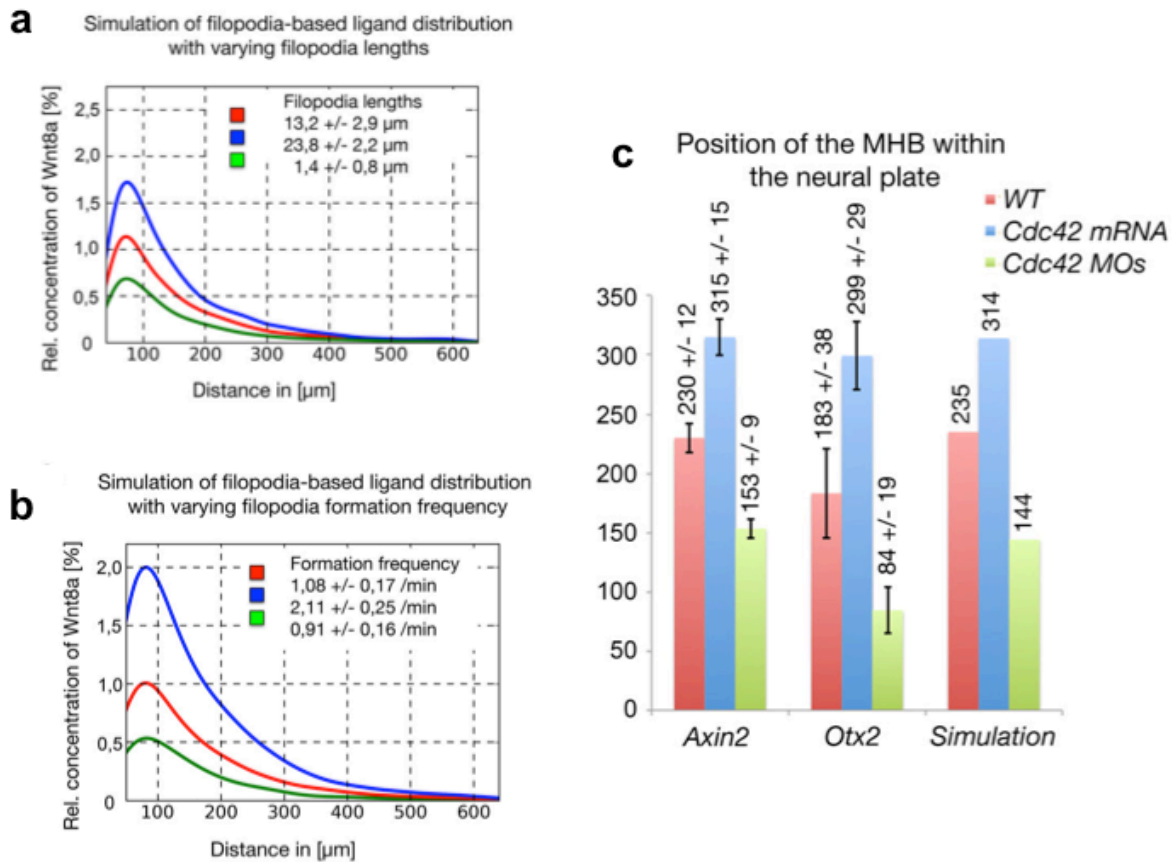 a
Simulation of filopodia-based ligand distribution
with varying filopodia lengths
Rel. concentration of Wnt8a [%]
2,5
2,0
1,5
1,0
0,5
0
Filopodia lengths
13,2 +/- 2,9 µm
23,8 +/- 2,2 µm
1,4 +/- 0,8 µm
100 200 300 400 500 600
Distance in [µm]
b
Simulation of filopodia-based ligand distribution
with varying filopodia formation frequency
Rel. concentration of Wnt8a [%]
2,0
1,5
1,0
0,5
0
Formation frequency
1,08 +/- 0,17 /min
2,11 +/- 0,25 /min
0,91 +/- 0,16 /min
100 200 300 400 500 600
Distance in [µm]
c
Position of the MHB within
the neural plate
WT
Cdc42 mRNA
Cdc42 MOs
350
300
250
200
150
100
50
0
230 +/- 12
315 +/- 15
153 +/- 9
183 +/- 38
299 +/- 29
84 +/- 19
235
314
144
Axin2 Otx2 Simulation